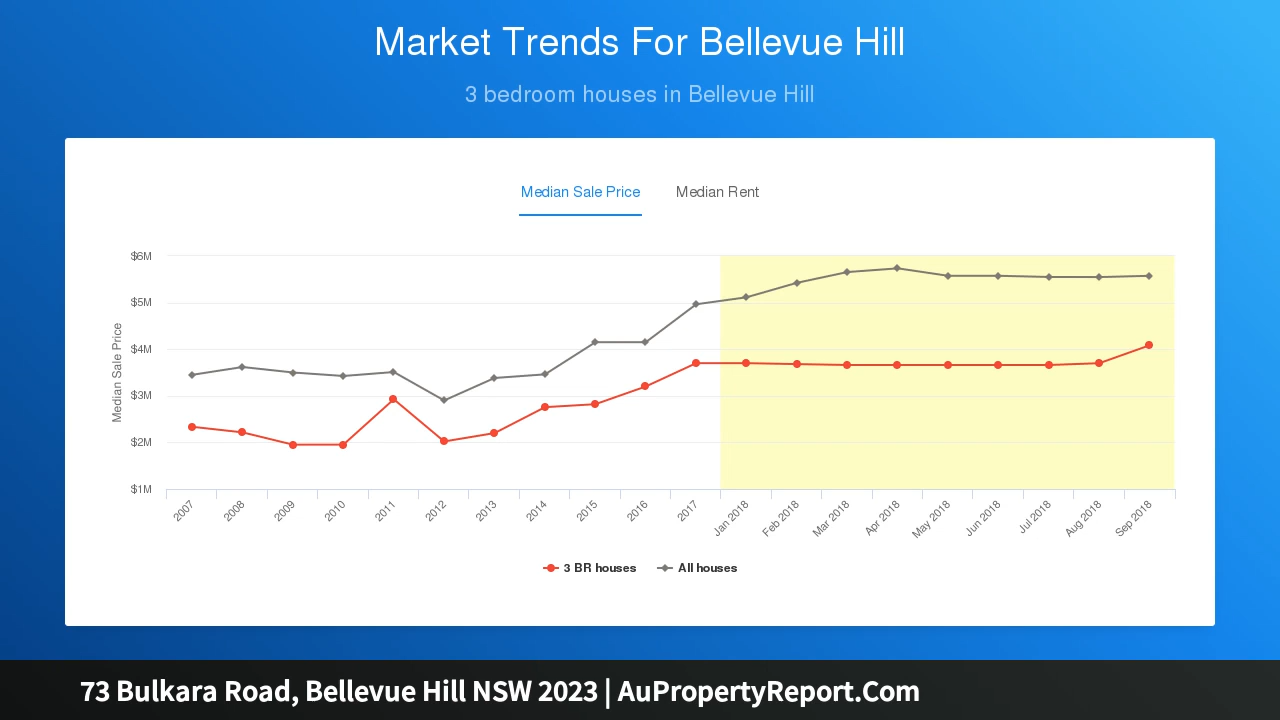 Market Trends For Bellevue Hill
3 bedroom houses in Bellevue Hill
Median Sale Price Median Rent
Median Sale Price
$6M
$5M
$4M
$3M
$2M
$1M
2007 2008 2009 2010 2011 2012 2013 2014 2015 2016 2017 Jan 2018 Feb 2018 Mar 2018 Apr 2018 May 2018 Jun 2018 Jul 2018 Aug 2018 Sep 2018
3 BR houses All houses
73 Bulkara Road, Bellevue Hill NSW 2023 | AuPropertyReport.Com